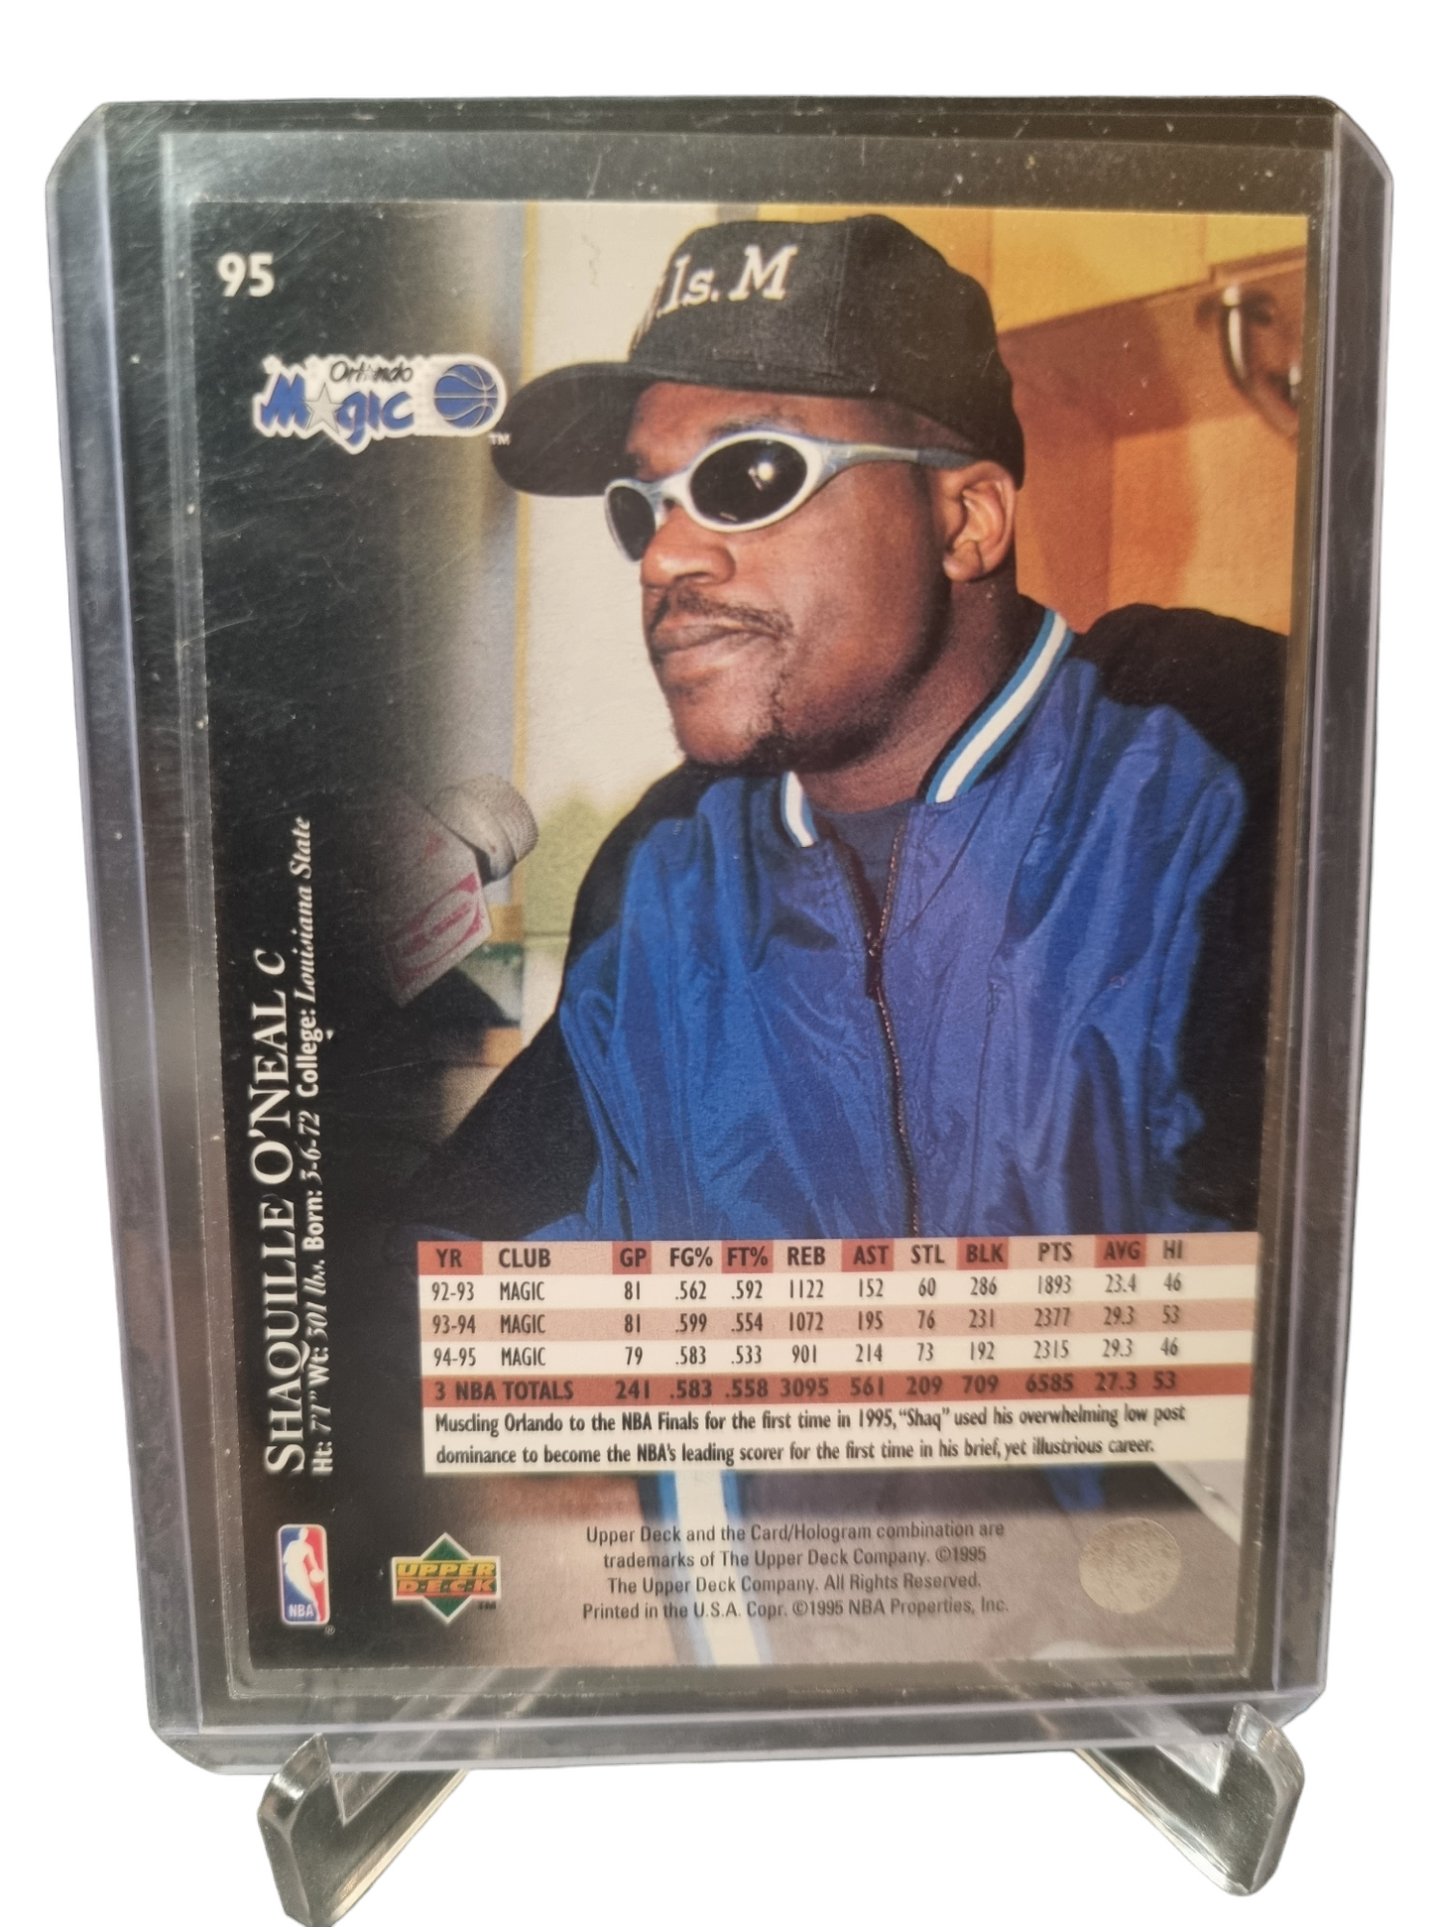 95
ls. M
Orlando
Magic
TM
SHAQUILLE O'NEAL C
Ht: 7'1" Wt: 301 lbs. Born: 3-6-72 College: Louisiana State
YR CLUB GP FG% FT% REB AST STL BLK PTS AVG HI
92-93 MAGIC 81 .562 .592 1122 152 60 286 1893 23.4 46
93-94 MAGIC 81 .599 .554 1072 195 76 231 2377 29.3 53
94-95 MAGIC 79 .583 .533 901 214 73 192 2315 29.3 46
3 NBA TOTALS 241 .583 .558 3095 561 209 709 6585 27.3 53
Muscling Orlando to the NBA Finals for the first time in 1995, "Shaq" used his overwhelming low post
dominance to become the NBA's leading scorer for the first time in his brief, yet illustrious career.
NBA
®
UPPER
D·E·C·K
TM
Upper Deck and the Card/Hologram combination are
trademarks of The Upper Deck Company. ©1995
The Upper Deck Company. All Rights Reserved.
Printed in the U.S.A. Copr. ©1995 NBA Properties, Inc.